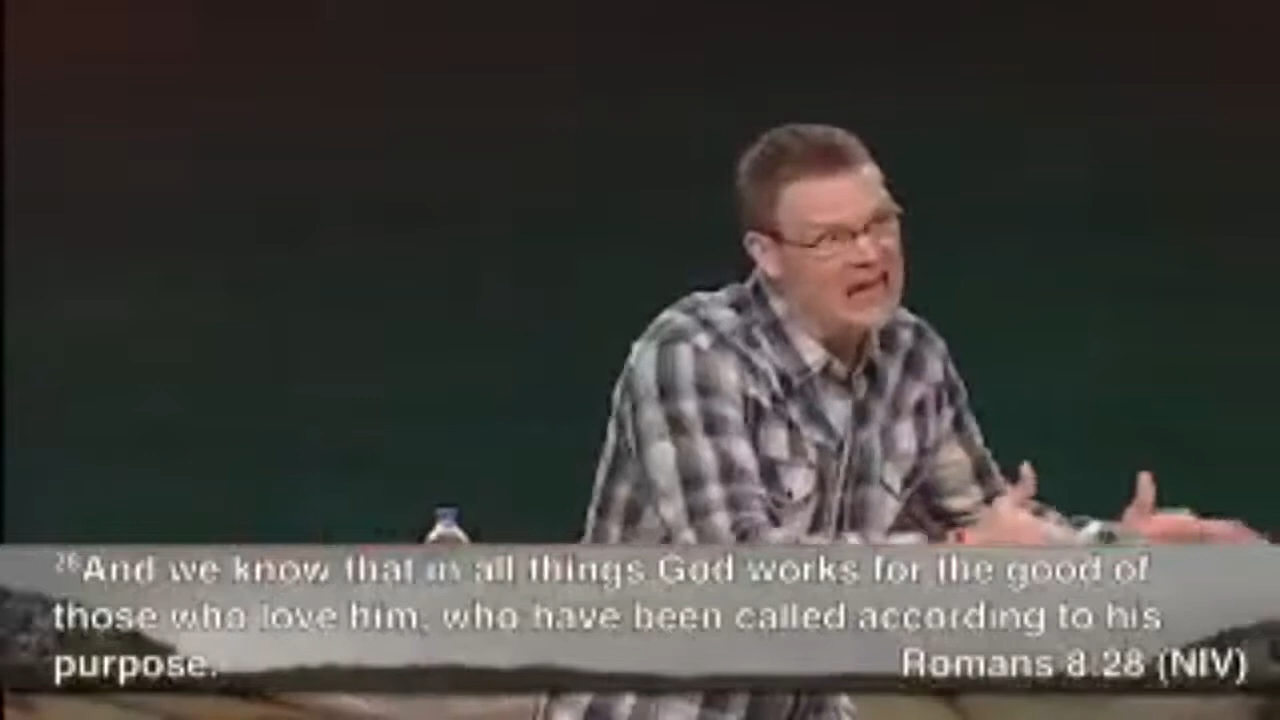 28And we know that in all things God works for the good of
those who love him, who have been called according to his
purpose.
Romans 8:28 (NIV)